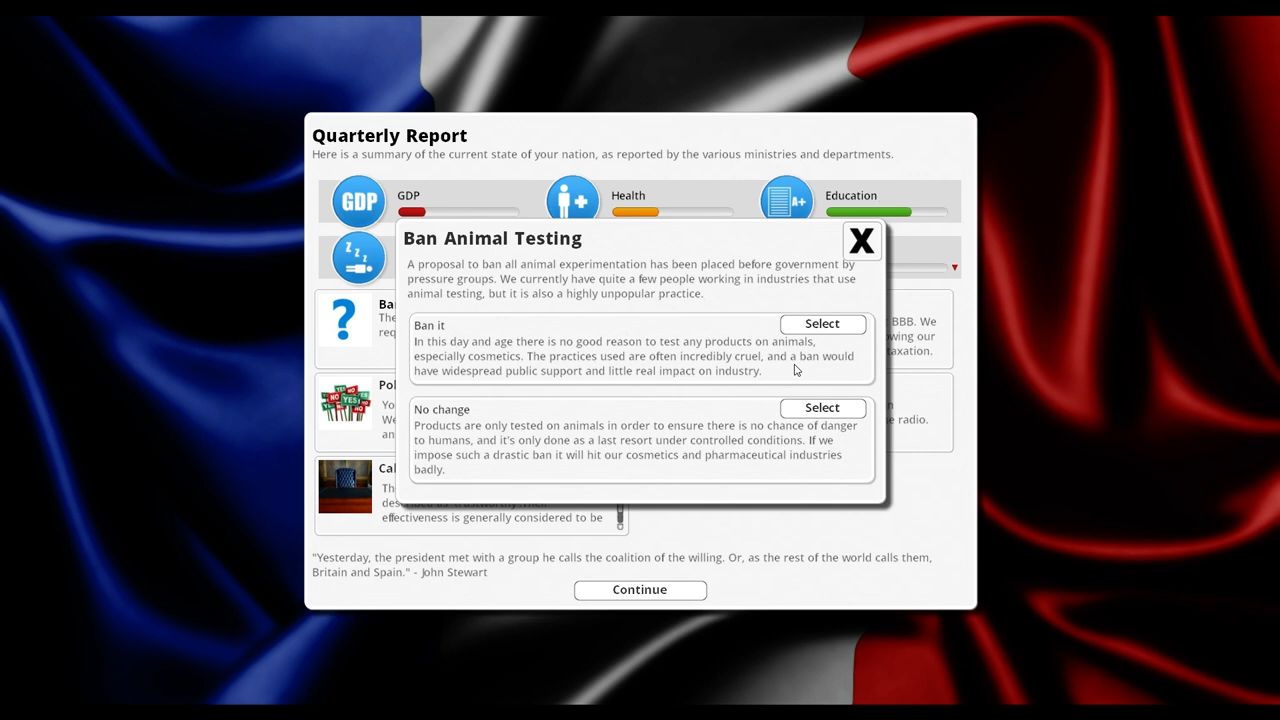 Quarterly Report
Here is a summary of the current state of your nation, as reported by the various ministries and departments.
GDP
GDP
Health
A+
Education
Z Z Z
Ban Animal Testing
X
A proposal to ban all animal experimentation has been placed before government by
pressure groups. We currently have quite a few people working in industries that use
animal testing, but it is also a highly unpopular practice.
Ban it
Select
In this day and age there is no good reason to test any products on animals,
especially cosmetics. The practices used are often incredibly cruel, and a ban would
have widespread public support and little real impact on industry.
No change
Select
Products are only tested on animals in order to ensure there is no chance of danger
to humans, and it's only done as a last resort under controlled conditions. If we
impose such a drastic ban it will hit our cosmetics and pharmaceutical industries
badly.
?
BBB. We
taxation.
NO YES NO YES
the radio.
effectiveness is generally considered to be
"Yesterday, the president met with a group he calls the coalition of the willing. Or, as the rest of the world calls them,
Britain and Spain." - John Stewart
Continue